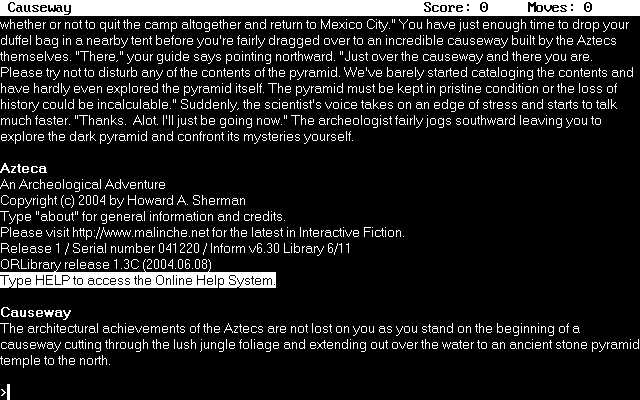 Causeway Score: 0 Moves: 0
whether or not to quit the camp altogether and return to Mexico City." You have just enough time to drop your
duffel bag in a nearby tent before you're fairly dragged over to an incredible causeway built by the Aztecs
themselves. "There," your guide says pointing northward. "Just over the causeway and there you are.
Please try not to disturb any of the contents of the pyramid. We've barely started cataloging the contents and
have hardly even explored the pyramid itself. The pyramid must be kept in pristine condition or the loss of
history could be incalculable." Suddenly, the scientist's voice takes on an edge of stress and starts to talk
much faster. "Thanks. Alot. I'll just be going now." The archeologist fairly jogs southward leaving you to
explore the dark pyramid and confront its mysteries yourself.
Azteca
An Archeological Adventure
Copyright (c) 2004 by Howard A. Sherman
Type "about" for general information and credits.
Please visit http://www.malinche.net for the latest in Interactive Fiction.
Release 1 / Serial number 041220 / Inform v6.30 Library 6/11
ORLibrary release 1.3C (2004.06.08)
Type HELP to access the Online Help System.
Causeway
The architectural achievements of the Aztecs are not lost on you as you stand on the beginning of a
causeway cutting through the lush jungle foliage and extending out over the water to an ancient stone pyramid
temple to the north.
>